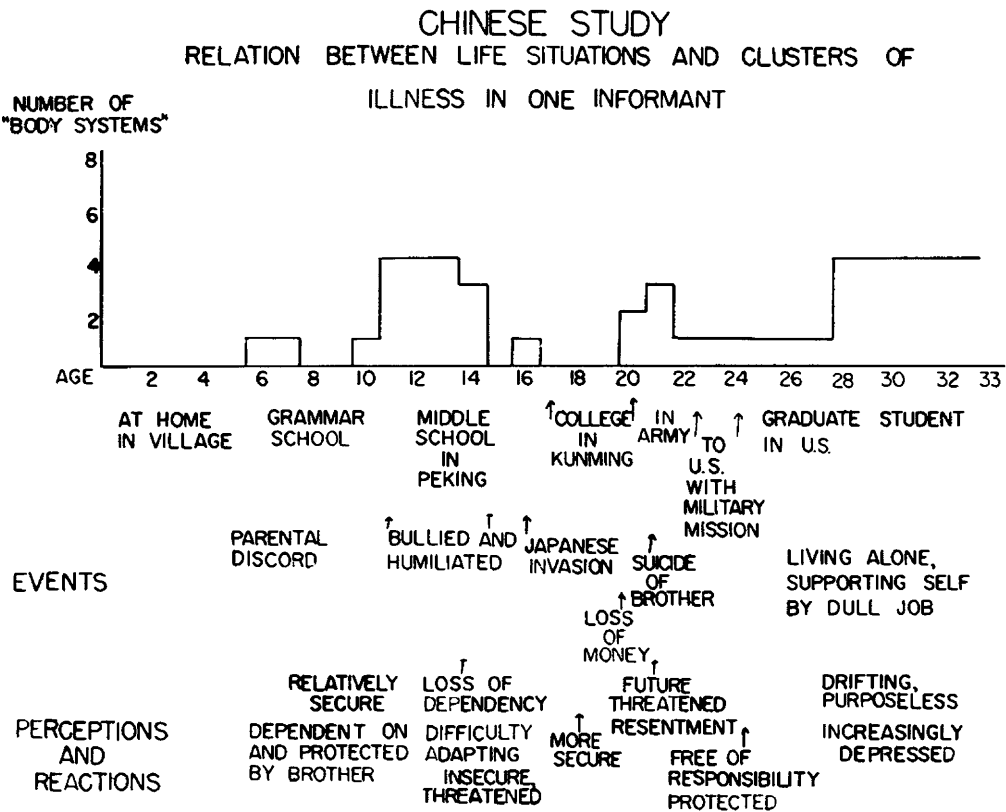 CHINESE STUDY
RELATION BETWEEN LIFE SITUATIONS AND CLUSTERS OF
ILLNESS IN ONE INFORMANT
NUMBER OF
"BODY SYSTEMS"
8
6
4
2
AGE 2 4 6 8 10 12 14 16 18 20 22 24 26 28 30 32 33
AT HOME
IN VILLAGE
GRAMMAR
SCHOOL
MIDDLE
SCHOOL
IN
PEKING
COLLEGE
IN
KUNMING
IN
ARMY
TO
U.S.
WITH
MILITARY
MISSION
GRADUATE STUDENT
IN U.S.
EVENTS
PARENTAL
DISCORD
BULLIED AND
HUMILIATED
JAPANESE
INVASION
SUICIDE
OF
BROTHER
LOSS
OF
MONEY
LIVING ALONE,
SUPPORTING SELF
BY DULL JOB
PERCEPTIONS
AND
REACTIONS
RELATIVELY
SECURE
DEPENDENT ON
AND PROTECTED
BY BROTHER
LOSS OF
DEPENDENCY
DIFFICULTY
ADAPTING
INSECURE,
THREATENED
MORE
SECURE
FUTURE
THREATENED
RESENTMENT
FREE OF
RESPONSIBILITY
PROTECTED
DRIFTING,
PURPOSELESS
INCREASINGLY
DEPRESSED